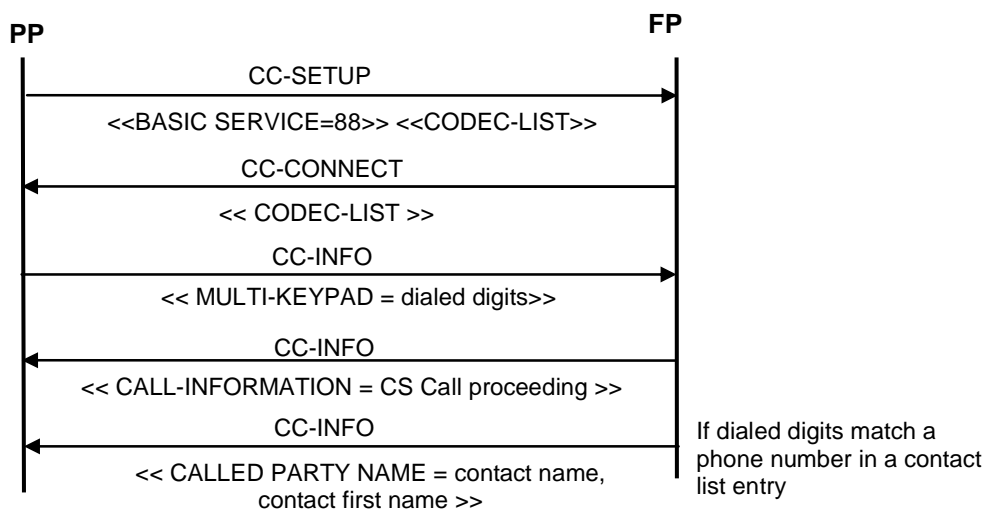 PP
FP
CC-SETUP
<<BASIC SERVICE=88>> <<CODEC-LIST>>
CC-CONNECT
<< CODEC-LIST >>
CC-INFO
<< MULTI-KEYPAD = dialed digits>>
CC-INFO
<< CALL-INFORMATION = CS Call proceeding >>
CC-INFO
<< CALLED PARTY NAME = contact name,
contact first name >>
If dialed digits match a
phone number in a contact
list entry